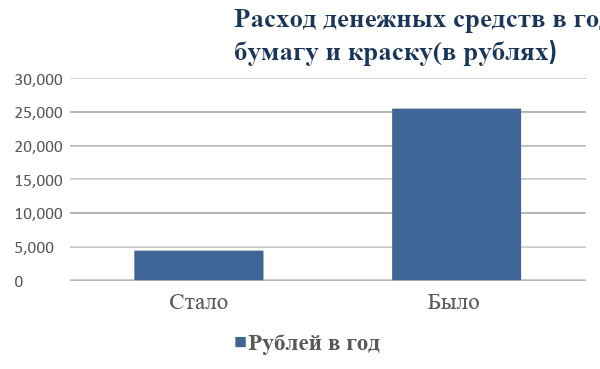 Расход денежных средств в го
бумагу и краску(в рублях)
30,000
25,000
20,000
15,000
10,000
5,000
0
Стало Было
Рублей в год